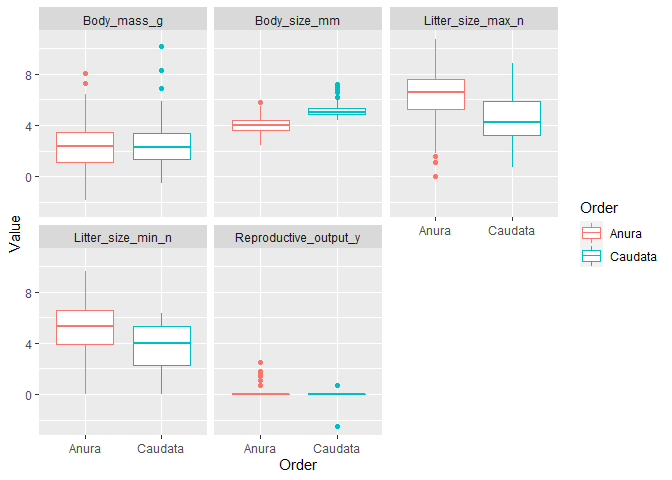 Body_mass_g
Body_size_mm
Litter_size_max_n
8
4
0
Anura
Caudata
Litter_size_min_n
Reproductive_output_y
8
4
0
Anura
Caudata
Anura
Caudata
Value
Order
Order
Anura
Caudata